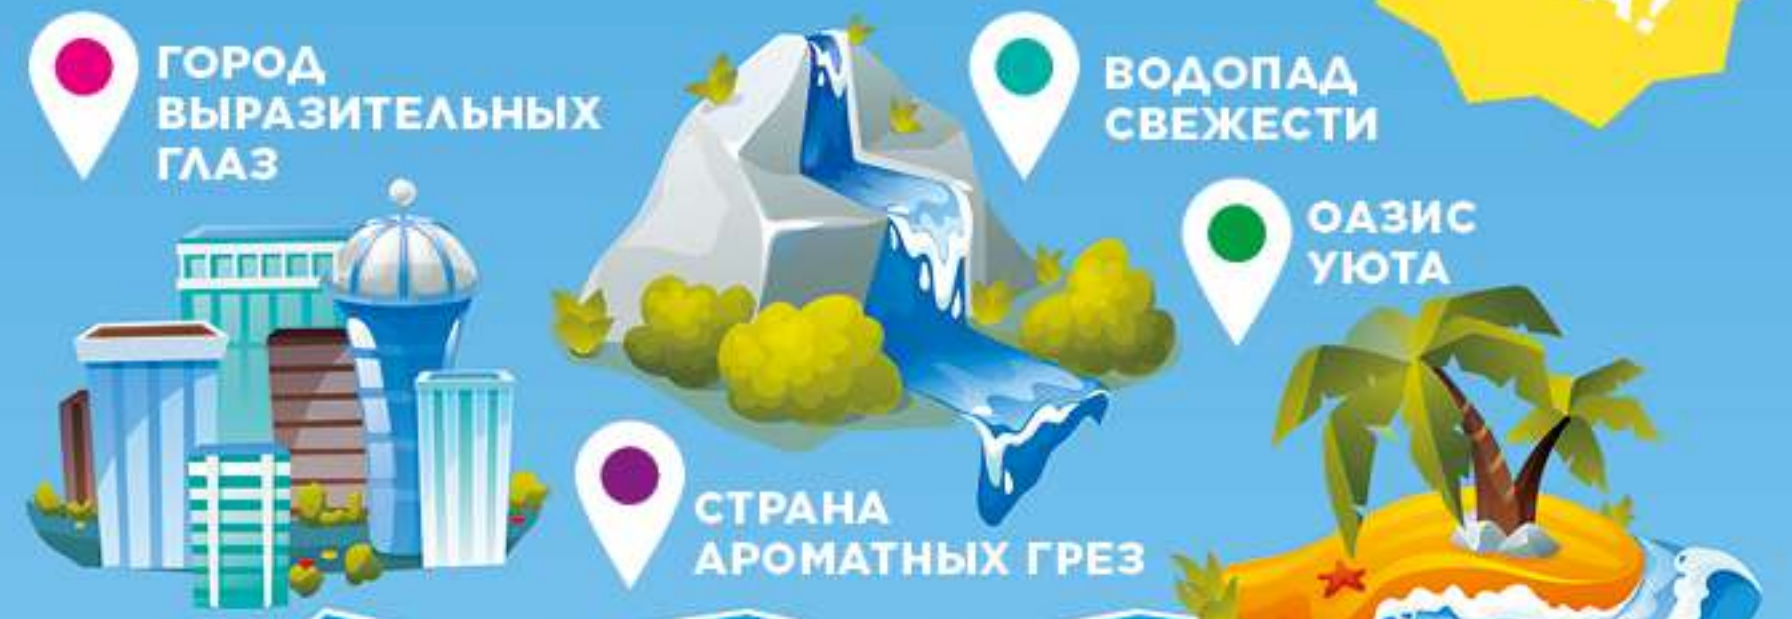 ГОРОД
ВЫРАЗИТЕЛЬНЫХ
ГЛАЗ
ВОДОПАД
СВЕЖЕСТИ
ОАЗИС
УЮТА
СТРАНА
АРОМАТНЫХ ГРЕЗ